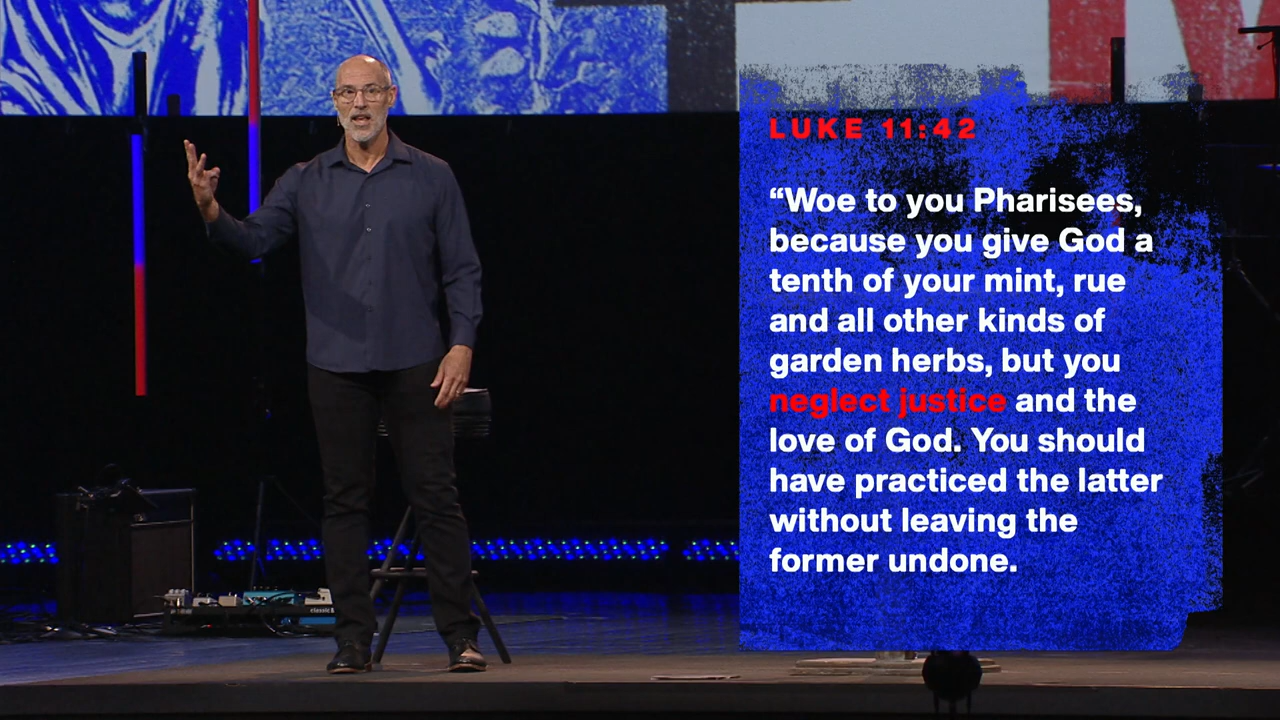 LUKE 11:42
“Woe to you Pharisees,
because you give God a
tenth of your mint, rue
and all other kinds of
garden herbs, but you
neglect justice and the
love of God. You should
have practiced the latter
without leaving the
former undone.
classic